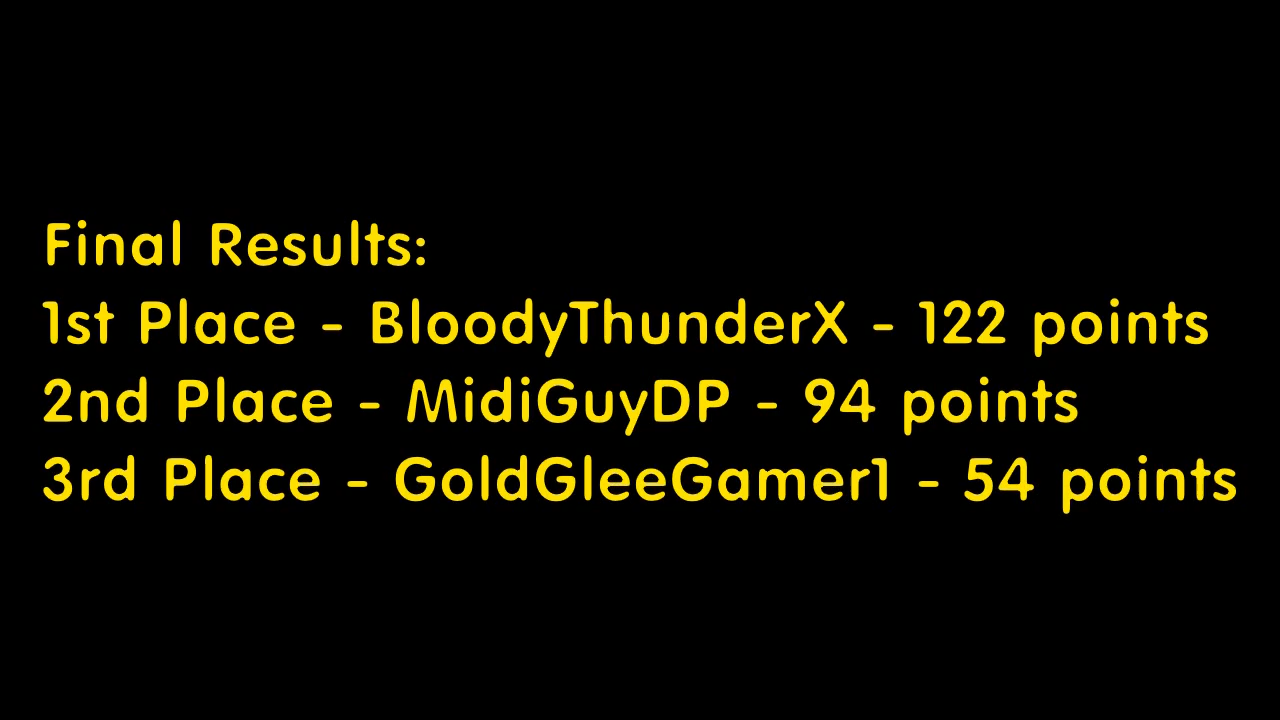 Final Results:
1st Place - BloodyThunderX - 122 points
2nd Place - MidiGuyDP - 94 points
3rd Place - GoldGleeGamer1 - 54 points